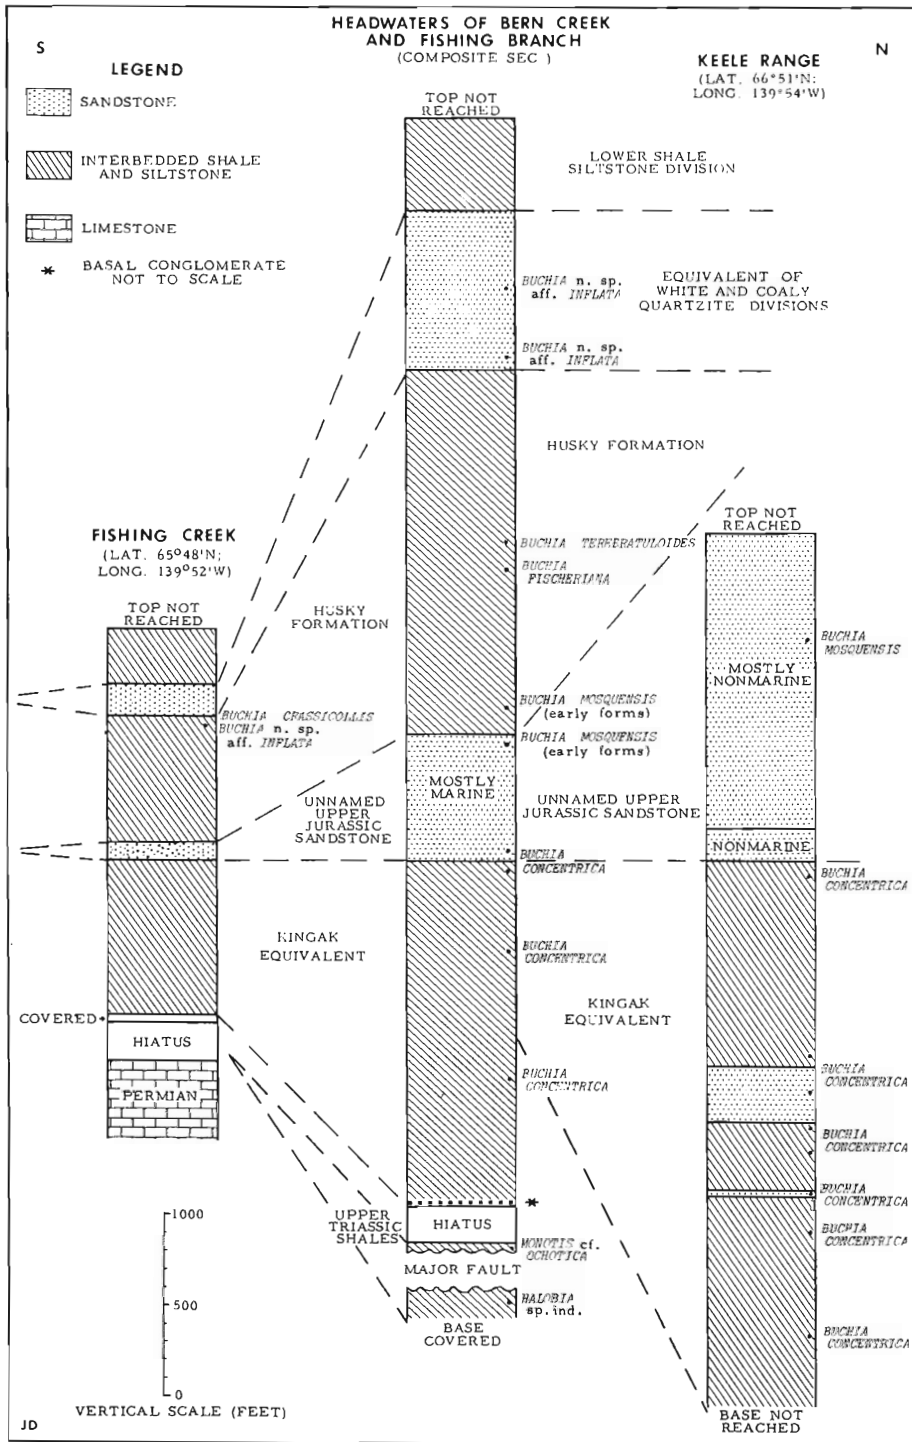 HEADWATERS OF BERN CREEK
AND FISHING BRANCH
(COMPOSITE SEC )
S
N
KEELE RANGE
(LAT. 66°51'N:
LONG. 139°54'W)
LEGEND
SANDSTONE
INTERBEDDED SHALE
AND SILTSTONE
LIMESTONE
* BASAL CONGLOMERATE
NOT TO SCALE
TOP NOT
REACHED
LOWER SHALE
SILTSTONE DIVISION
BUCHIA n. sp.
aff. INFLATA
EQUIVALENT OF
WHITE AND COALY
QUARTZITE DIVISIONS
BUCHIA n. sp.
aff. INFLATA
HUSKY FORMATION
FISHING CREEK
(LAT. 65°48'N;
LONG. 139°52'W)
TOP NOT
REACHED
TOP NOT
REACHED
BUCHIA TERREBRATULOIDES
BUCHIA
FISCHERIANA
HUSKY
FORMATION
BUCHIA
MOSQUENSIS
MOSTLY
NONMARINE
BUCHIA CRASSICOLLIS
BUCHIA n. sp.
aff. INFLATA
BUCHIA MOSQUENSIS
(early forms)
BUCHIA MOSQUENSIS
(early forms)
MOSTLY
MARINE
UNNAMED
UPPER
JURASSIC
SANDSTONE
UNNAMED UPPER
JURASSIC SANDSTONE
NONMARINE
BUCHIA
CONCENTRICA
BUCHIA
CONCENTRICA
KINGAK
EQUIVALENT
BUCHIA
CONCENTRICA
KINGAK
EQUIVALENT
COVERED
HIATUS
PERMIAN
BUCHIA
CONCENTRICA
BUCHIA
CONCENTRICA
BUCHIA
CONCENTRICA
BUCHIA
CONCENTRICA
BUCHIA
CONCENTRICA
UPPER
TRIASSIC
SHALES
*
HIATUS
MONOTIS cf.
OCHOTICA
MAJOR FAULT
HALOBIA
sp.ind.
BASE
COVERED
BUCHIA
CONCENTRICA
1000
500
0
VERTICAL SCALE (FEET)
BASE NOT
REACHED
JD